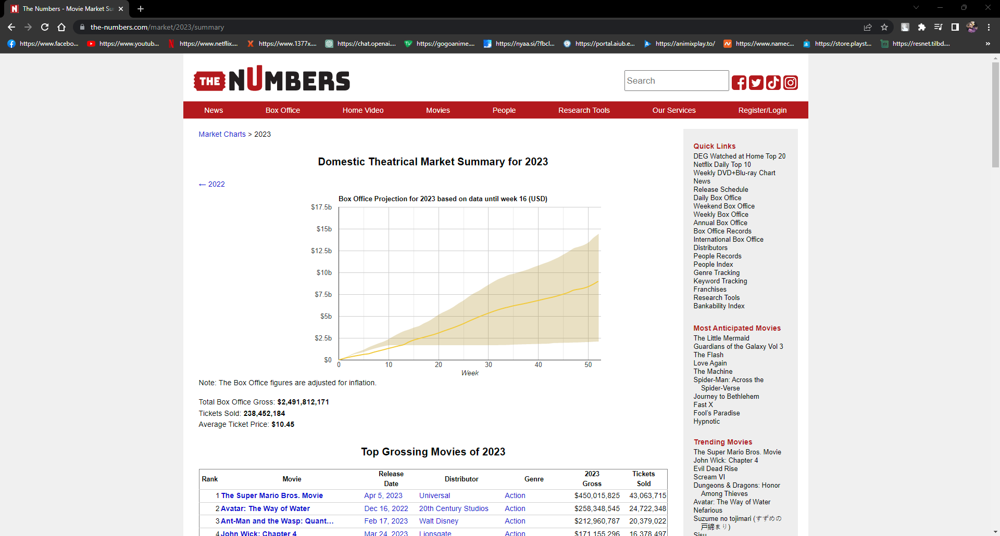 The Numbers - Movie Market Su
the-numbers.com/market/2023/summary
https://www.facebo... https://www.youtub... https://www.netflix.... https://www.1377x.... https://chat.openai.... https://gogoanime.... https://nyaa.si/?fbcl... https://portal.aiub.e... https://animixplay.to/ https://www.namec... https://store.playst... https://resnet.tilbd....
THE NUMBERS
Search
News Box Office Home Video Movies People Research Tools Our Services Register/Login
Market Charts > 2023
Domestic Theatrical Market Summary for 2023
← 2022
Box Office Projection for 2023 based on data until week 16 (USD)
$17.5b
$15b
$12.5b
$10b
$7.5b
$5b
$2.5b
$0
0 10 20 30 40 50
Week
Note: The Box Office figures are adjusted for inflation.
Total Box Office Gross: $2,491,812,171
Tickets Sold: 238,452,184
Average Ticket Price: $10.45
Top Grossing Movies of 2023
Rank Movie Release Date Distributor Genre 2023 Gross Tickets Sold
1 The Super Mario Bros. Movie Apr 5, 2023 Universal Action $450,015,825 43,063,715
2 Avatar: The Way of Water Dec 16, 2022 20th Century Studios Action $258,348,545 24,722,348
3 Ant-Man and the Wasp: Quant... Feb 17, 2023 Walt Disney Action $212,960,787 20,379,022
4 John Wick: Chapter 4 Mar 24, 2023 Lionsgate Action $171,155,296 16,378,497
Quick Links
DEG Watched at Home Top 20
Netflix Daily Top 10
Weekly DVD+Blu-ray Chart
News
Release Schedule
Daily Box Office
Weekend Box Office
Weekly Box Office
Annual Box Office
Box Office Records
International Box Office
Distributors
People Records
People Index
Genre Tracking
Keyword Tracking
Franchises
Research Tools
Bankability Index
Most Anticipated Movies
The Little Mermaid
Guardians of the Galaxy Vol 3
The Flash
Love Again
The Machine
Spider-Man: Across the
Spider-Verse
Journey to Bethlehem
Fast X
Fool's Paradise
Hypnotic
Trending Movies
The Super Mario Bros. Movie
John Wick: Chapter 4
Evil Dead Rise
Scream VI
Dungeons & Dragons: Honor
Among Thieves
Avatar: The Way of Water
Nefarious
Suzume no tojimari (すずめの
戸締まり)
Sisu